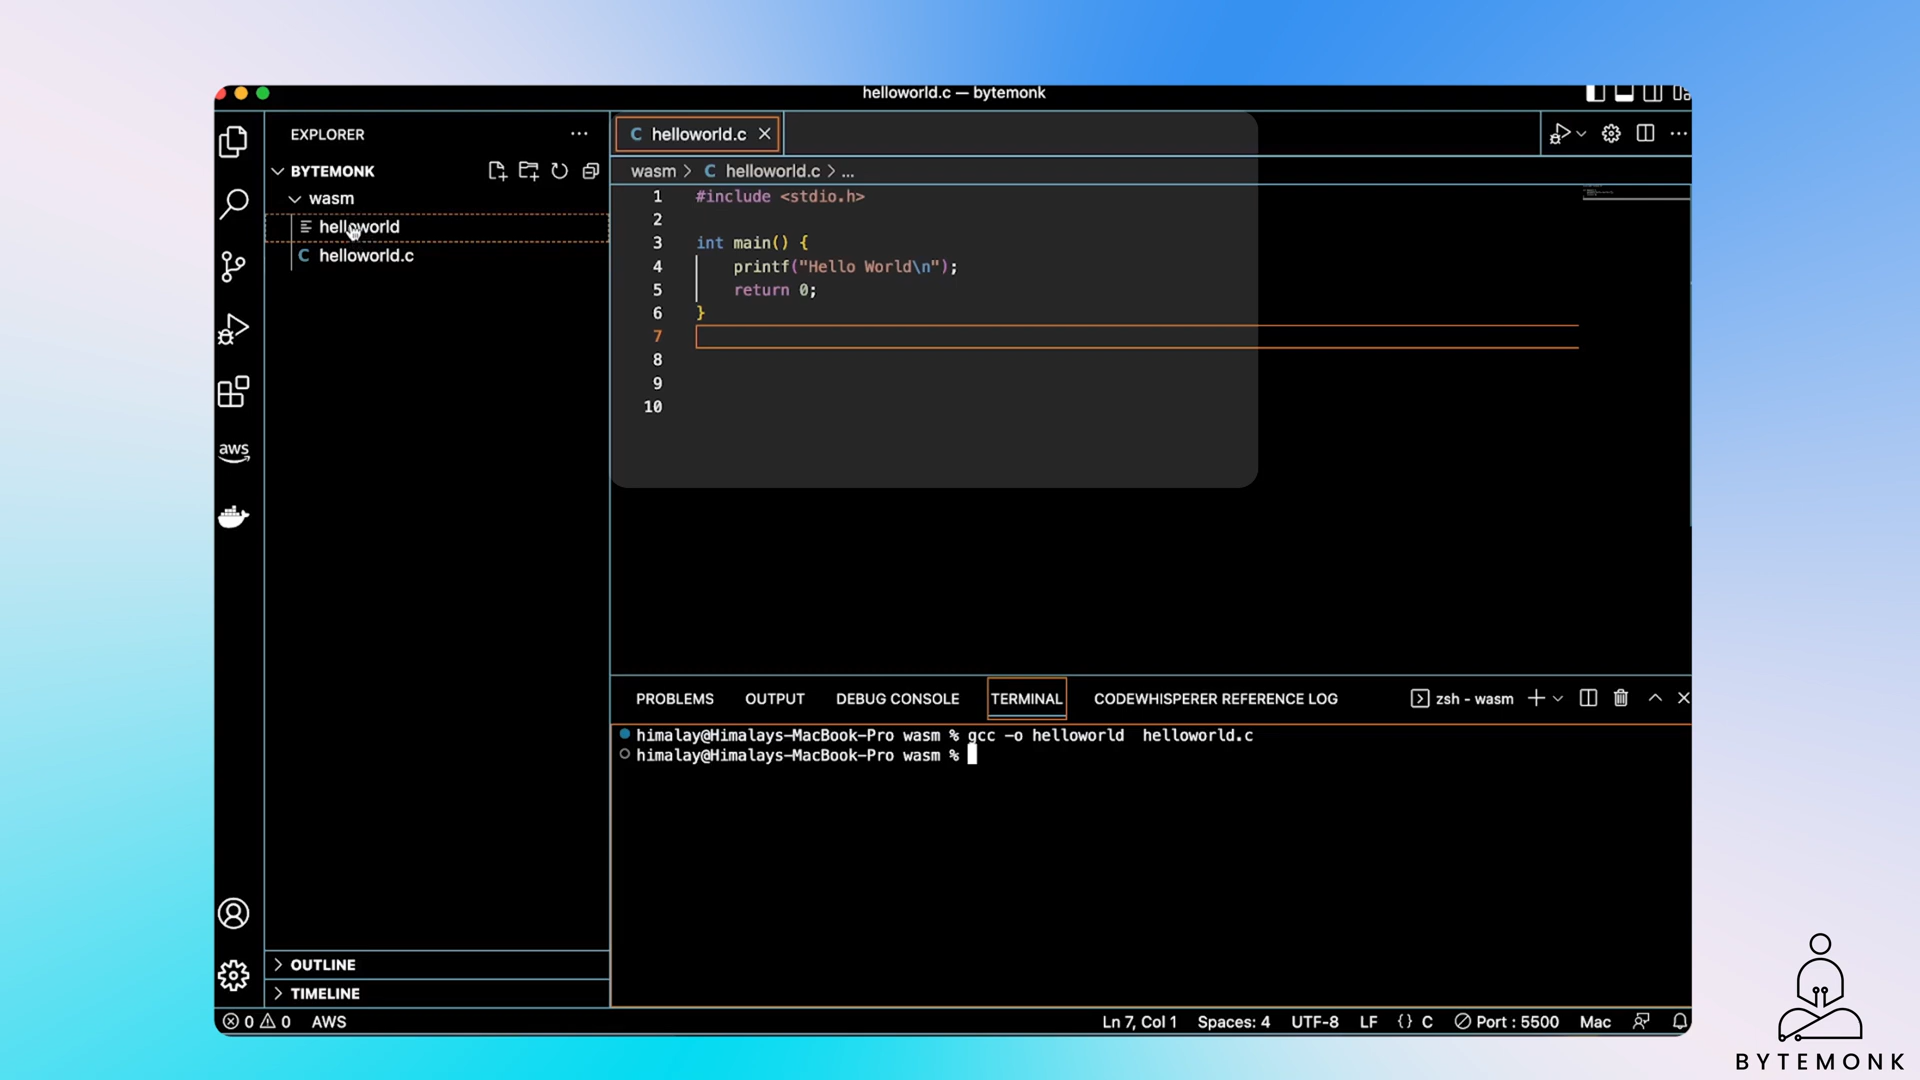 helloworld.c — bytemonk
EXPLORER
BYTEMONK
wasm
helloworld
helloworld.c
OUTLINE
TIMELINE
aws
C helloworld.c
wasm > C helloworld.c > ...
1 #include <stdio.h>
2
3 int main() {
4 printf("Hello World\n");
5 return 0;
6 }
7
8
9
10
PROBLEMS OUTPUT DEBUG CONSOLE TERMINAL CODEWHISPERER REFERENCE LOG zsh - wasm
himalay@Himalays-MacBook-Pro wasm % gcc -o helloworld  helloworld.c
himalay@Himalays-MacBook-Pro wasm %
0 0 AWS Ln 7, Col 1 Spaces: 4 UTF-8 LF {} C Port : 5500 Mac
BYTEMONK